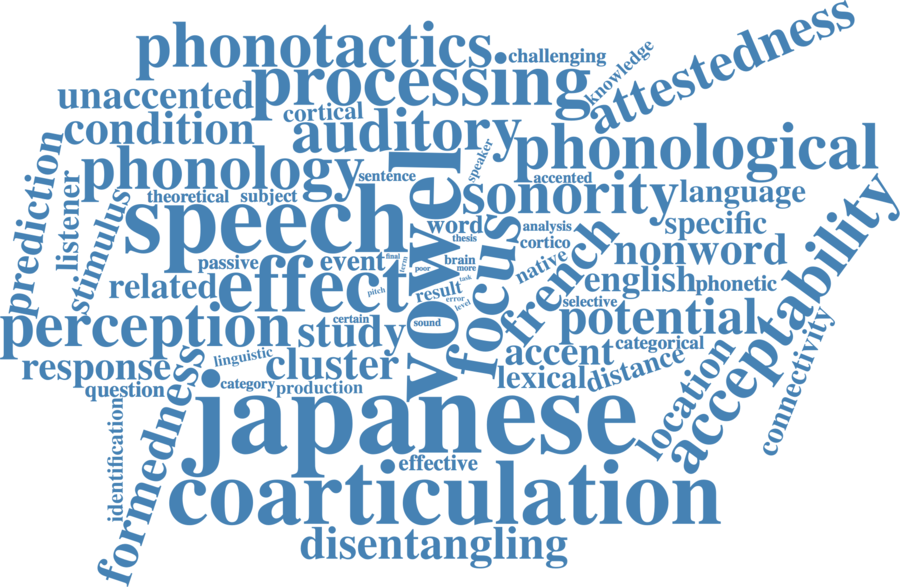 phonotactics
challenging
knowledge
attestedness
unaccented
processing
cortical
condition
auditory
phonological
prediction
listener
stimulus
phonology
sentence
speaker
accented
theoretical
subject
speech
vowel
sonority
language
word
thesis
analysis
specific
cortico
focus
french
native
nonword
passive
event
final
term
poor
brain
more
task
related
effect
pitch
result
error
level
english
phonetic
selective
acceptability
perception
study
certain
sound
potential
categorical
accent
response
linguistic
cluster
lexical
distance
location
connectivity
question
category
production
formedness
identification
japanese
effective
coarticulation
disentangling